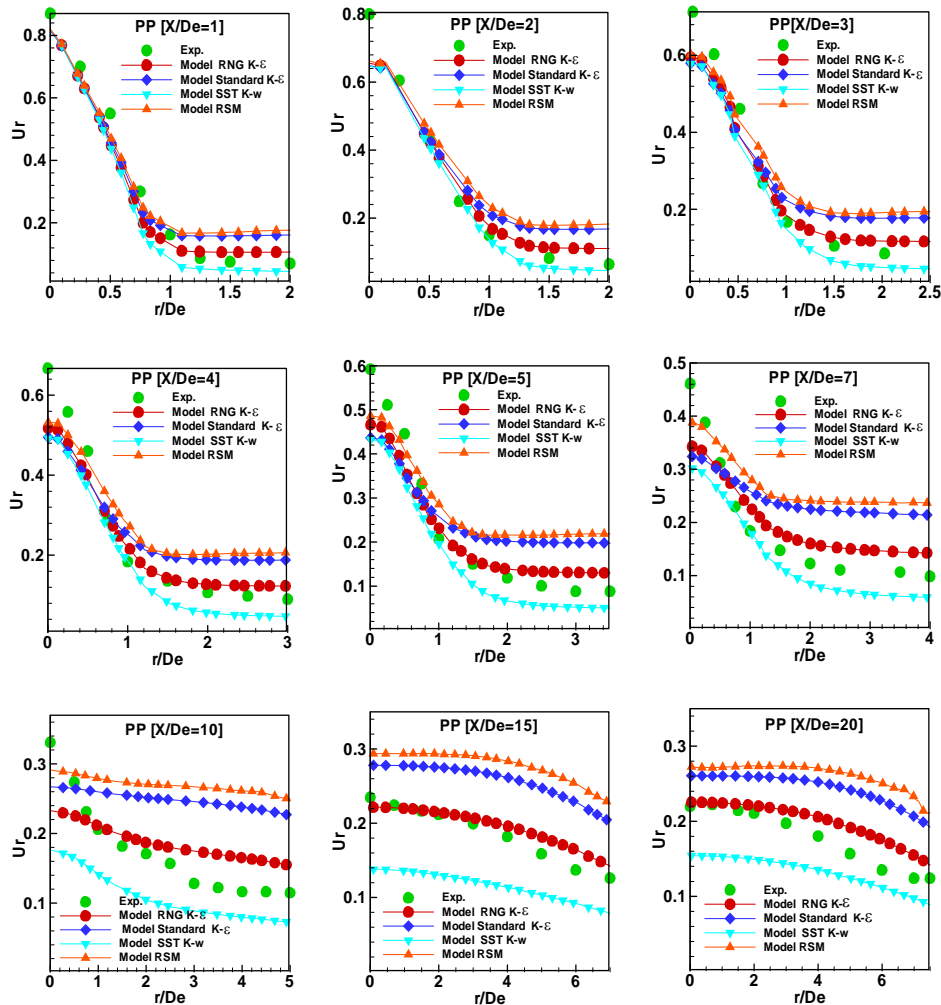 PP [X/De=1]
Exp.
Model RNG K-ε
Model Standard K-ε
Model SST K-w
Model RSM
0.8
0.6
0.4
0.2
Ur
0 0.5 1 1.5 2
r/De
PP [X/De=2]
Exp.
Model RNG K-ε
Model Standard K-ε
Model SST K-w
Model RSM
0.8
0.6
0.4
0.2
Ur
0 0.5 1 1.5 2
r/De
PP[X/De=3]
Exp.
Model RNG K-ε
Model Standard K-ε
Model SST K-w
Model RSM
0.6
0.4
0.2
Ur
0 0.5 1 1.5 2 2.5
r/De
PP [X/De=4]
Exp.
Model RNG K-ε
Model Standard K-ε
Model SST K-w
Model RSM
0.6
0.4
0.2
Ur
0 1 2 3
r/De
PP [X/De=5]
Exp.
Model RNG K-ε
Model Standard K-ε
Model SST K-w
Model RSM
0.6
0.5
0.4
0.3
0.2
0.1
Ur
0 1 2 3
r/De
PP [X/De=7]
Exp.
Model RNG K-ε
Model Standard K-ε
Model SST K-w
Model RSM
0.5
0.4
0.3
0.2
0.1
Ur
0 1 2 3 4
r/De
PP [X/De=10]
0.3
0.2
0.1
Ur
Exp.
Model RNG K-ε
Model Standard K-ε
Model SST K-w
Model RSM
0 1 2 3 4 5
r/De
PP [X/De=15]
0.3
0.2
0.1
Ur
Exp.
Model RNG K-ε
Model Standard K-ε
Model SST K-w
Model RSM
0 2 4 6
r/De
PP [X/De=20]
0.3
0.2
0.1
Ur
Exp.
Model RNG K-ε
Model Standard K-ε
Model SST K-w
Model RSM
0 2 4 6
r/De